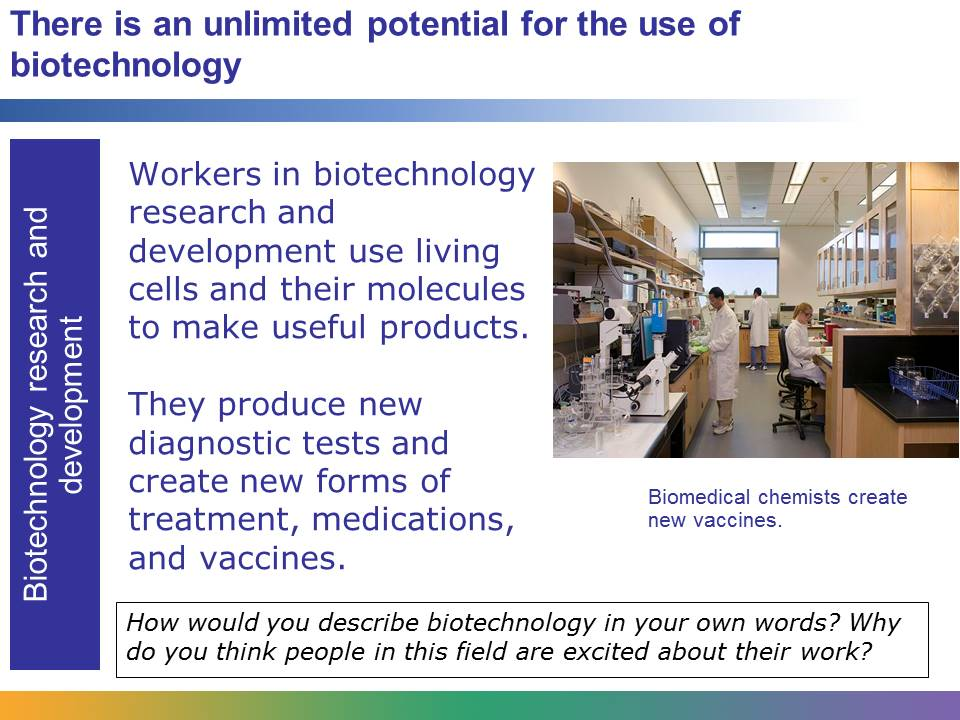 There is an unlimited potential for the use of
biotechnology
Biotechnology research and
development
Workers in biotechnology
research and
development use living
cells and their molecules
to make useful products.
They produce new
diagnostic tests and
create new forms of
treatment, medications,
and vaccines.
Biomedical chemists create
new vaccines.
How would you describe biotechnology in your own words? Why
do you think people in this field are excited about their work?